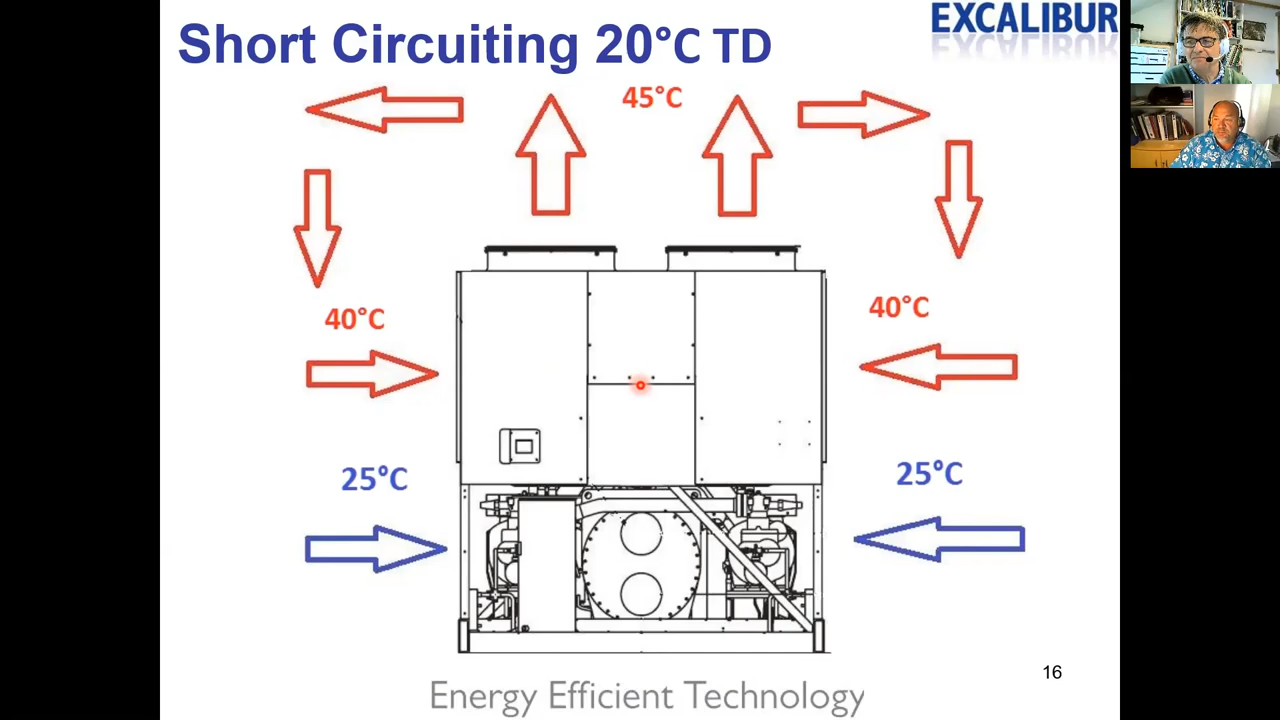 Short Circuiting 20°C TD
EXCALIBUR
45°C
40°C
40°C
25°C
25°C
16
Energy Efficient Technology